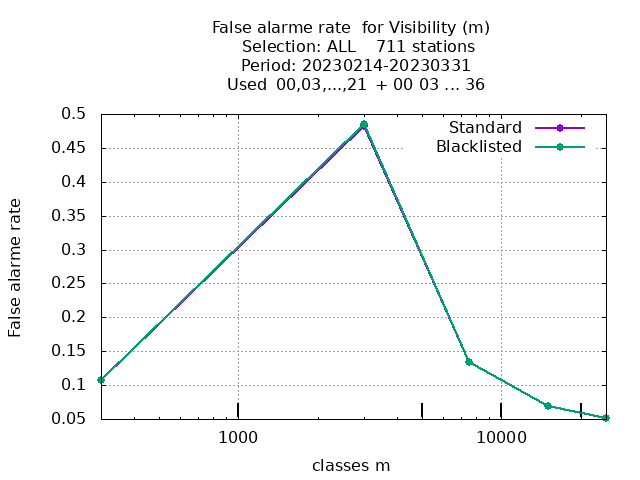 False alarme rate  for Visibility (m)
Selection: ALL    711 stations
Period: 20230214-20230331
Used  00,03,...,21  + 00 03 ... 36
0.5
Standard
0.45
Blacklisted
0.4
0.35
0.3
0.25
0.2
0.15
0.1
0.05
False alarme rate
1000
10000
classes m